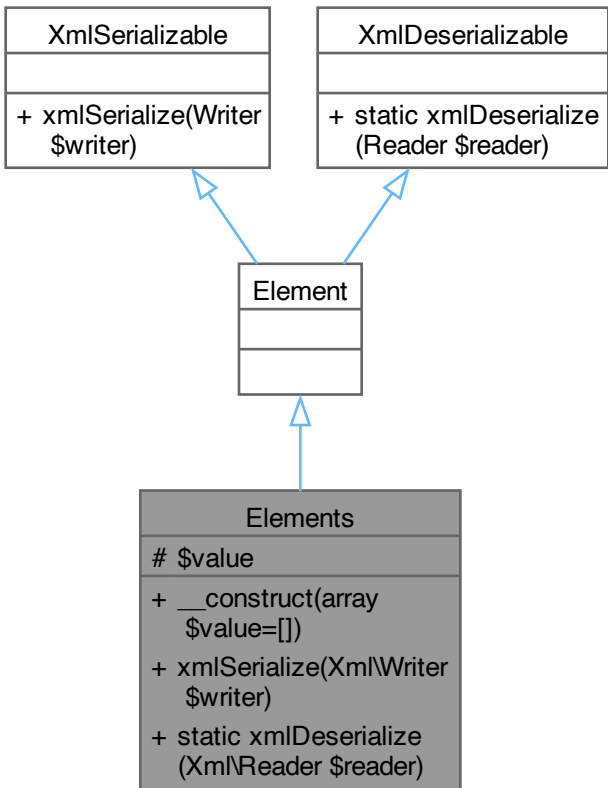 XmlSerializable
+ xmlSerialize(Writer
$writer)
XmlDeserializable
+ static xmlDeserialize
(Reader $reader)
Element
Elements
# $value
+ __construct(array
$value=[])
+ xmlSerialize(Xml\Writer
$writer)
+ static xmlDeserialize
(Xml\Reader $reader)